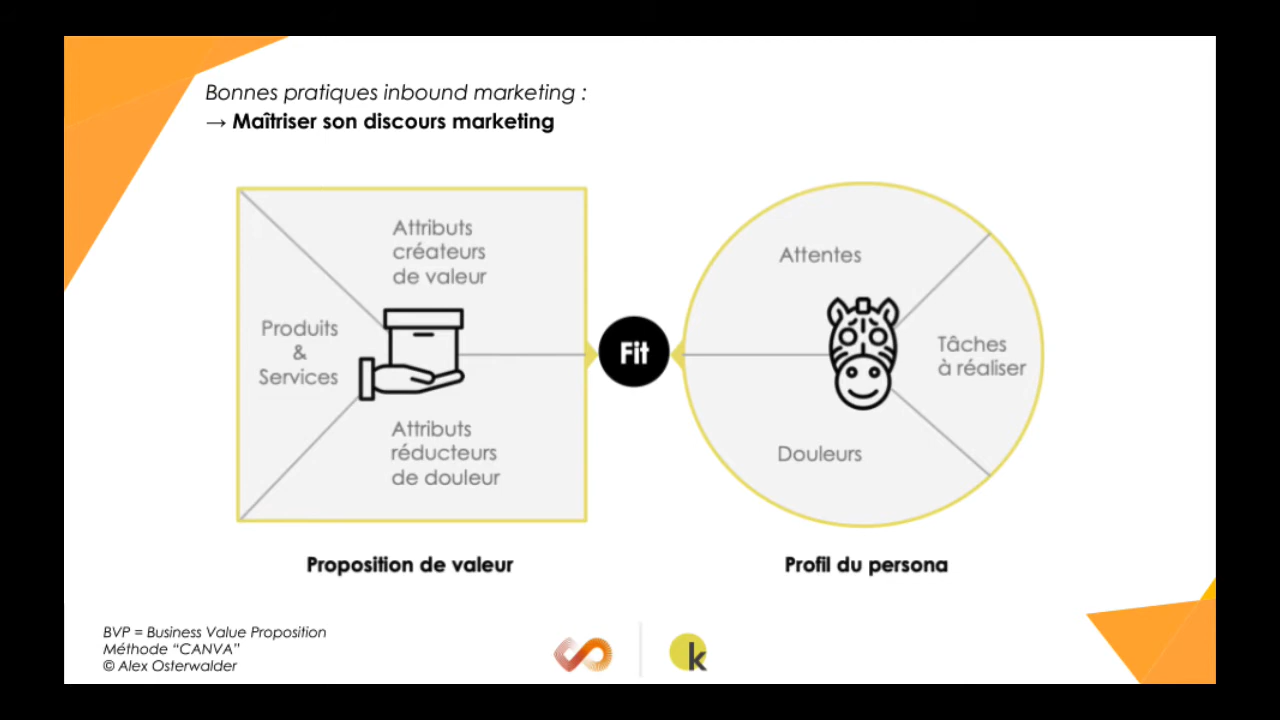 Bonnes pratiques inbound marketing :
→ Maîtriser son discours marketing
Attributs
créateurs
de valeur
Produits
&
Services
Attributs
réducteurs
de douleur
Fit
Attentes
Tâches
à réaliser
Douleurs
Proposition de valeur
Profil du persona
BVP = Business Value Proposition
Méthode “CANVA”
© Alex Osterwalder
k